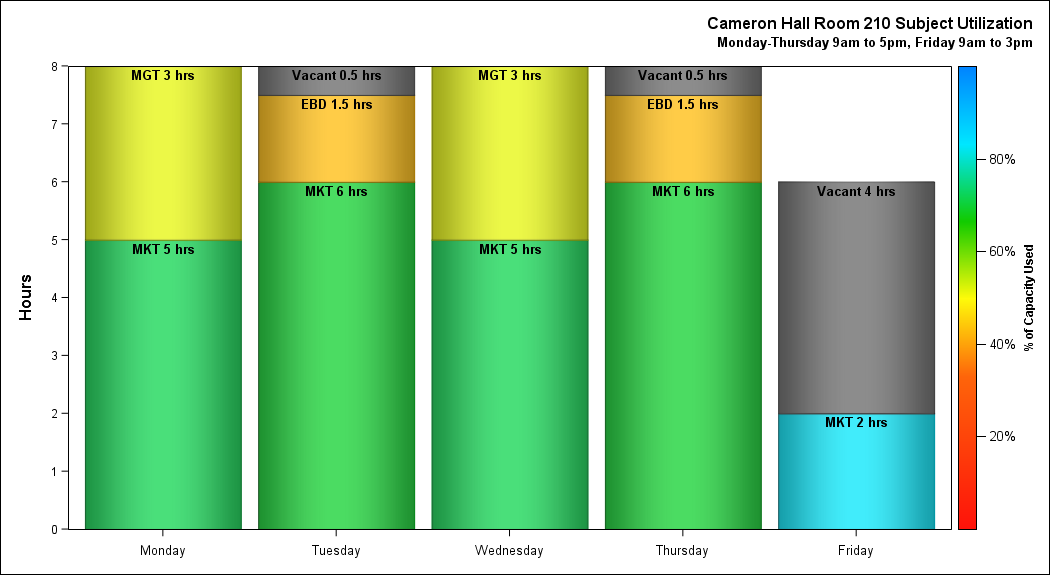 Cameron Hall Room 210 Subject Utilization
Monday-Thursday 9am to 5pm, Friday 9am to 3pm
Hours
8
7
6
5
4
3
2
1
0
MGT 3 hrs
MKT 5 hrs
Vacant 0.5 hrs
EBD 1.5 hrs
MKT 6 hrs
MGT 3 hrs
MKT 5 hrs
Vacant 0.5 hrs
EBD 1.5 hrs
MKT 6 hrs
Vacant 4 hrs
MKT 2 hrs
Monday
Tuesday
Wednesday
Thursday
Friday
80%
60%
40%
20%
% of Capacity Used